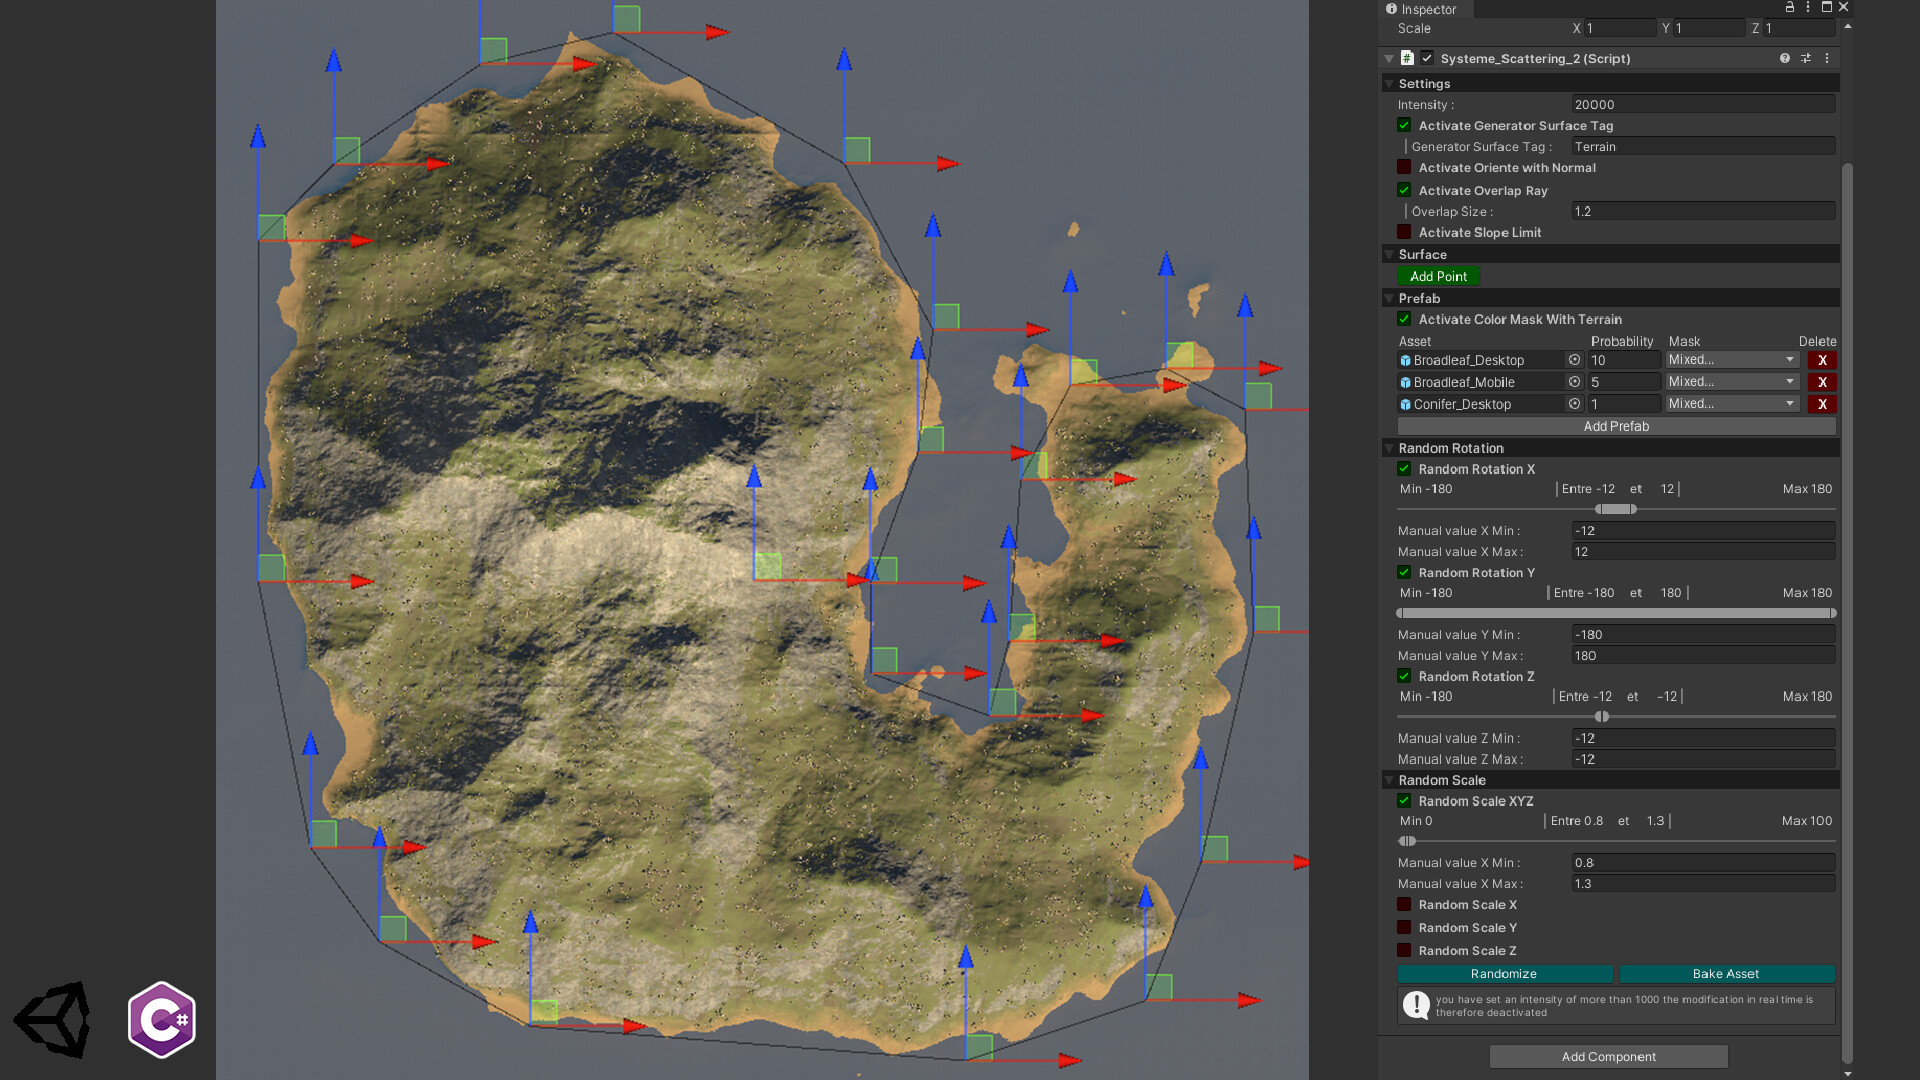 Inspector
Scale X 1 Y 1 Z 1
# Systeme_Scattering_2 (Script)
Settings
Intensity : 20000
Activate Generator Surface Tag
Generator Surface Tag : Terrain
Activate Oriente with Normal
Activate Overlap Ray
Overlap Size : 1.2
Activate Slope Limit
Surface
Add Point
Prefab
Activate Color Mask With Terrain
Asset Probability Mask Delete
Broadleaf_Desktop 10 Mixed... X
Broadleaf_Mobile 5 Mixed... X
Conifer_Desktop 1 Mixed... X
Add Prefab
Random Rotation
Random Rotation X
Min -180 | Entre -12 et 12 | Max 180
Manual value X Min : -12
Manual value X Max : 12
Random Rotation Y
Min -180 | Entre -180 et 180 | Max 180
Manual value Y Min : -180
Manual value Y Max : 180
Random Rotation Z
Min -180 | Entre -12 et -12 | Max 180
Manual value Z Min : -12
Manual value Z Max : -12
Random Scale
Random Scale XYZ
Min 0 | Entre 0.8 et 1.3 | Max 100
Manual value X Min : 0.8
Manual value X Max : 1.3
Random Scale X
Random Scale Y
Random Scale Z
Randomize Bake Asset
you have set an intensity of more than 1000 the modification in real time is
therefore deactivated
Add Component
C#